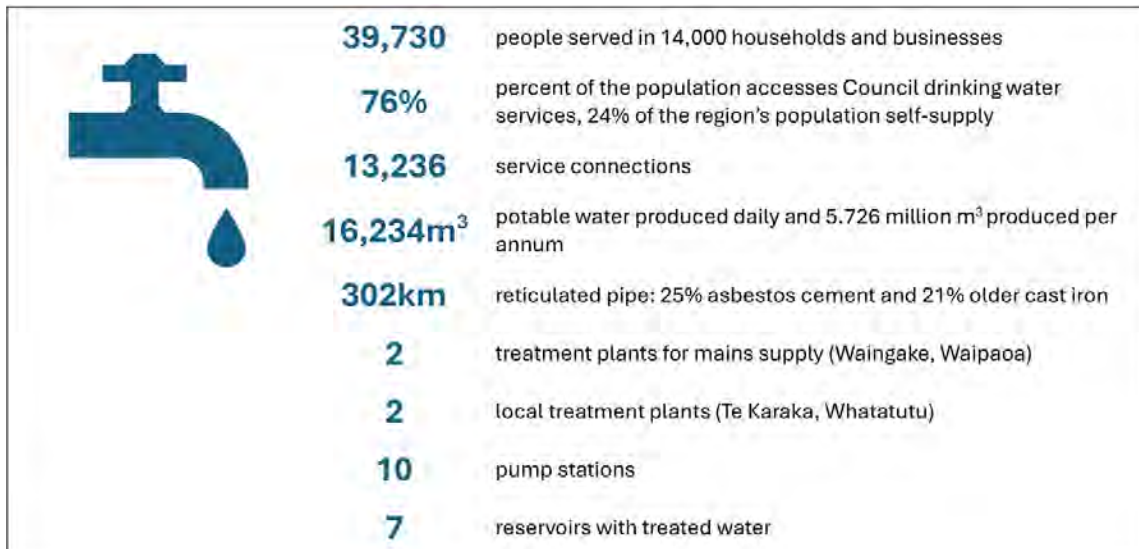 39,730 people served in 14,000 households and businesses
76% percent of the population accesses Council drinking water
services, 24% of the region's population self-supply
13,236 service connections
16,234m³ potable water produced daily and 5.726 million m³ produced per
annum
302km reticulated pipe: 25% asbestos cement and 21% older cast iron
2 treatment plants for mains supply (Waingake, Waipaoa)
2 local treatment plants (Te Karaka, Whatatutu)
10 pump stations
7 reservoirs with treated water